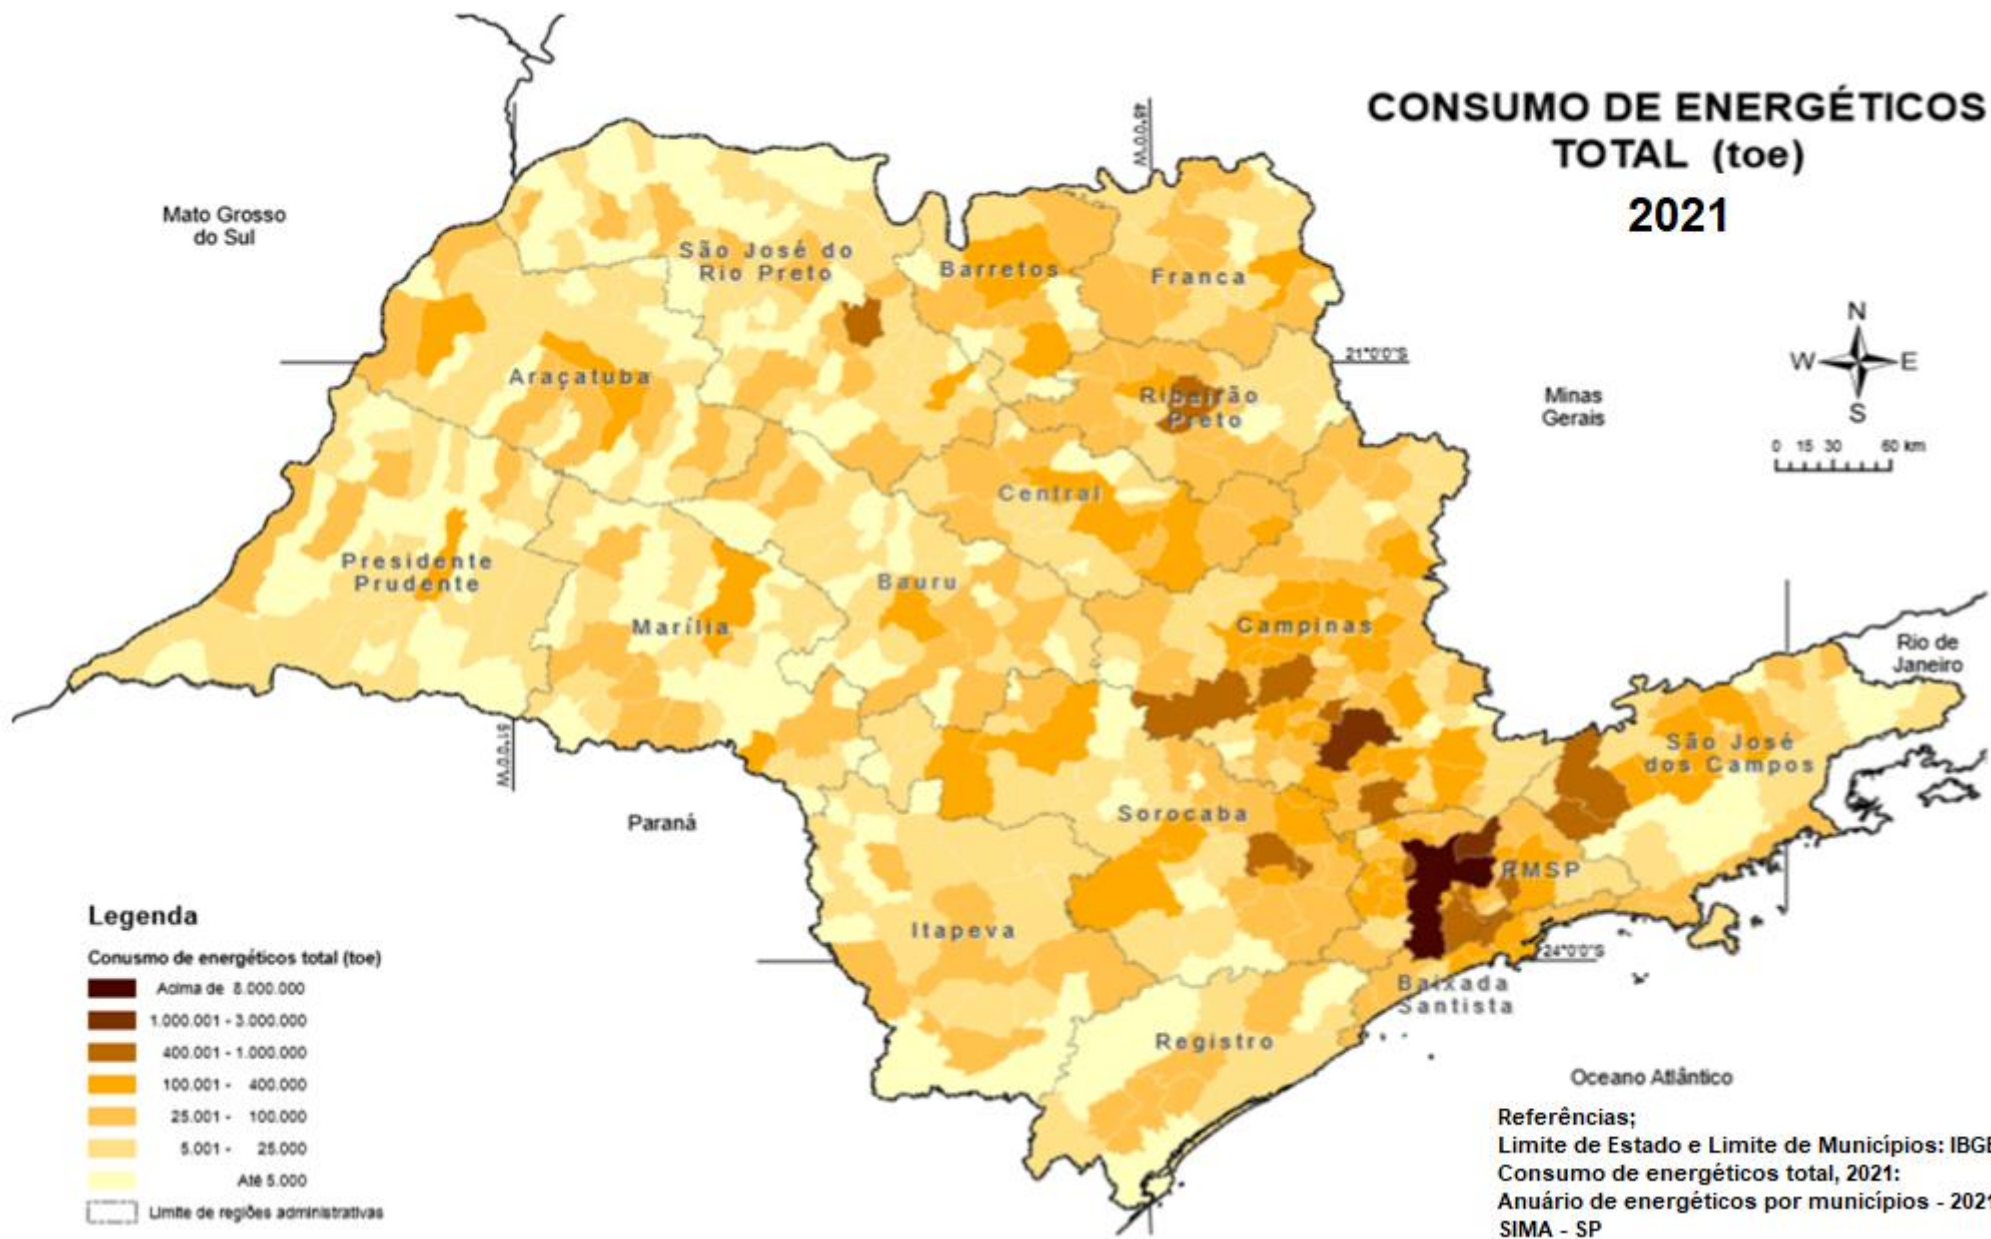 CONSUMO DE ENERGÉTICOS
TOTAL (toe)
2021
48°0'0"W
Mato Grosso
do Sul
São José do
Rio Preto
Barretos
Franca
N
W E
S
21°0'0"S
Araçatuba
Ribeirão
Preto
Minas
Gerais
0 15 30 60 km
Central
Presidente
Prudente
Bauru
Marília
Campinas
Rio de
Janeiro
51°0'0"W
São José
dos Campos
Paraná
Sorocaba
RMSP
Itapeva
24°0'0"S
Baixada
Santista
Registro
Oceano Atlântico
Legenda
Conusmo de energéticos total (toe)
Acima de 8.000.000
1.000.001 - 3.000.000
400.001 - 1.000.000
100.001 - 400.000
25.001 - 100.000
5.001 - 25.000
Até 5.000
Limite de regiões administrativas
Referências;
Limite de Estado e Limite de Municípios: IBGE
Consumo de energéticos total, 2021:
Anuário de energéticos por municípios - 2021
SIMA - SP